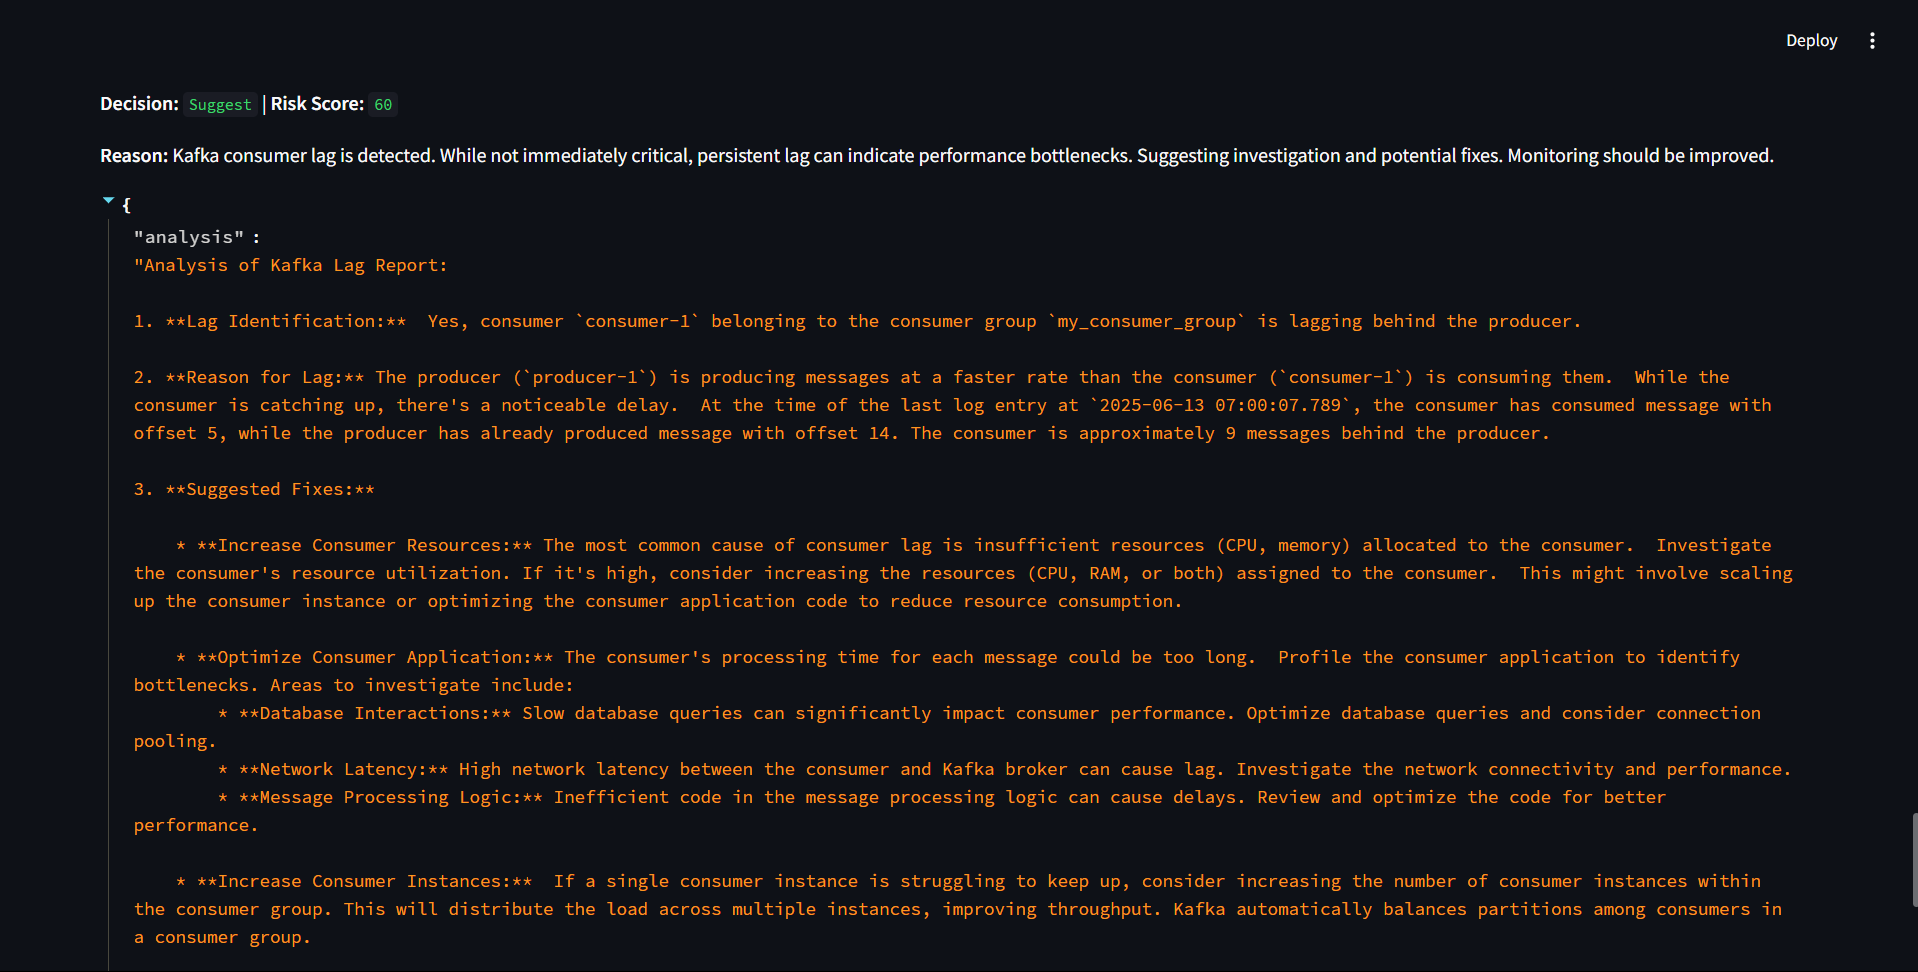 Deploy
Decision: Suggest | Risk Score: 60
Reason: Kafka consumer lag is detected. While not immediately critical, persistent lag can indicate performance bottlenecks. Suggesting investigation and potential fixes. Monitoring should be improved.
{
"analysis" :
"Analysis of Kafka Lag Report:
1. **Lag Identification:**  Yes, consumer `consumer-1` belonging to the consumer group `my_consumer_group` is lagging behind the producer.
2. **Reason for Lag:** The producer (`producer-1`) is producing messages at a faster rate than the consumer (`consumer-1`) is consuming them.  While the
consumer is catching up, there's a noticeable delay.  At the time of the last log entry at `2025-06-13 07:00:07.789`, the consumer has consumed message with
offset 5, while the producer has already produced message with offset 14. The consumer is approximately 9 messages behind the producer.
3. **Suggested Fixes:**
* **Increase Consumer Resources:** The most common cause of consumer lag is insufficient resources (CPU, memory) allocated to the consumer.  Investigate
the consumer's resource utilization. If it's high, consider increasing the resources (CPU, RAM, or both) assigned to the consumer.  This might involve scaling
up the consumer instance or optimizing the consumer application code to reduce resource consumption.
* **Optimize Consumer Application:** The consumer's processing time for each message could be too long.  Profile the consumer application to identify
bottlenecks. Areas to investigate include:
* **Database Interactions:** Slow database queries can significantly impact consumer performance. Optimize database queries and consider connection
pooling.
* **Network Latency:** High network latency between the consumer and Kafka broker can cause lag. Investigate the network connectivity and performance.
* **Message Processing Logic:** Inefficient code in the message processing logic can cause delays. Review and optimize the code for better
performance.
* **Increase Consumer Instances:**  If a single consumer instance is struggling to keep up, consider increasing the number of consumer instances within
the consumer group. This will distribute the load across multiple instances, improving throughput. Kafka automatically balances partitions among consumers in
a consumer group.